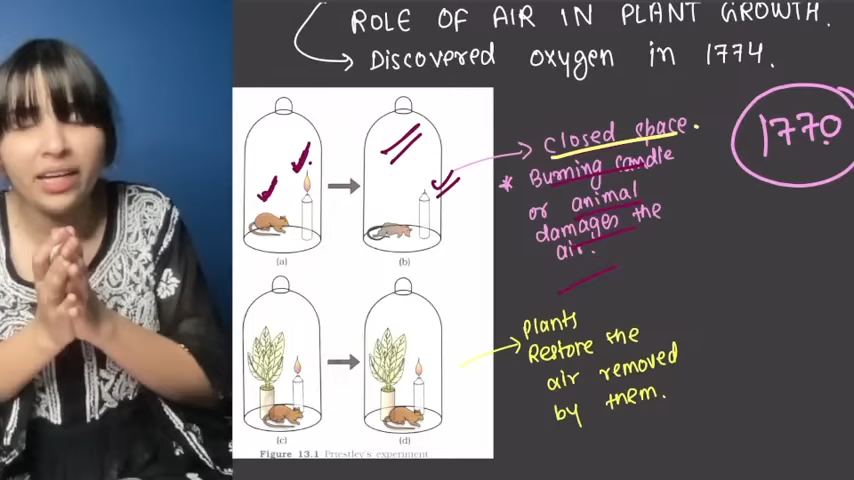 ROLE OF AIR IN PLANT GROWTH.
Discovered oxygen in 1774.
1770
Closed space.
* Burning candle
or animal
damages the
air.
(a)
(b)
Plants
Restore the
air removed
by them.
(c)
(d)
Figure 13.1 Priestley's experiment